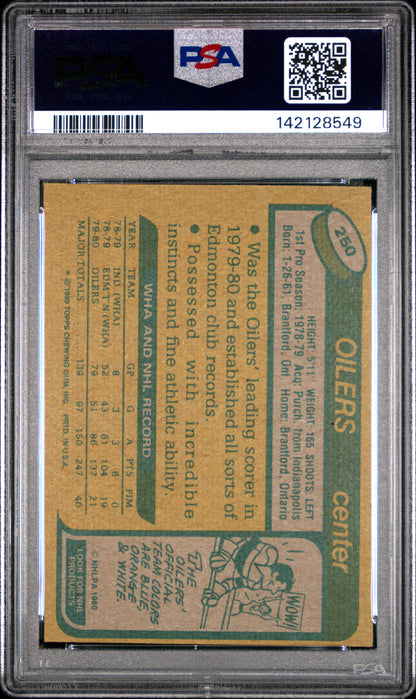 PSA
142128549
250
OILERS center
HEIGHT: 5'11 WEIGHT: 165 SHOOTS: LEFT
1st Pro Season: 1978-79 Acq: Purch. from Indianapolis
Born: 1-26-61 Brantford, Ont. Home: Brantford, Ontario
• Was the Oilers' leading scorer in
1979-80 and established all sorts of
Edmonton club records.
• Possessed with incredible
instincts and fine athletic ability.
WHA AND NHL RECORD
YEAR TEAM GP G A PTS PIM
78-79 IND. (WHA) 8 3 3 6 0
78-79 EDM'T'N (WHA) 52 43 61 104 19
79-80 OILERS 79 51 86 137 21
MAJOR TOTALS 139 97 150 247 40
© 1980 TOPPS CHEWING GUM, INC. PRTD. IN U.S.A.
WOW!
THE
OILERS'
OFFICIAL
TEAM COLORS
ARE BLUE,
ORANGE
& WHITE.
© NHLPA 1980
LOOK FOR NHL
PRODUCTS
PSA